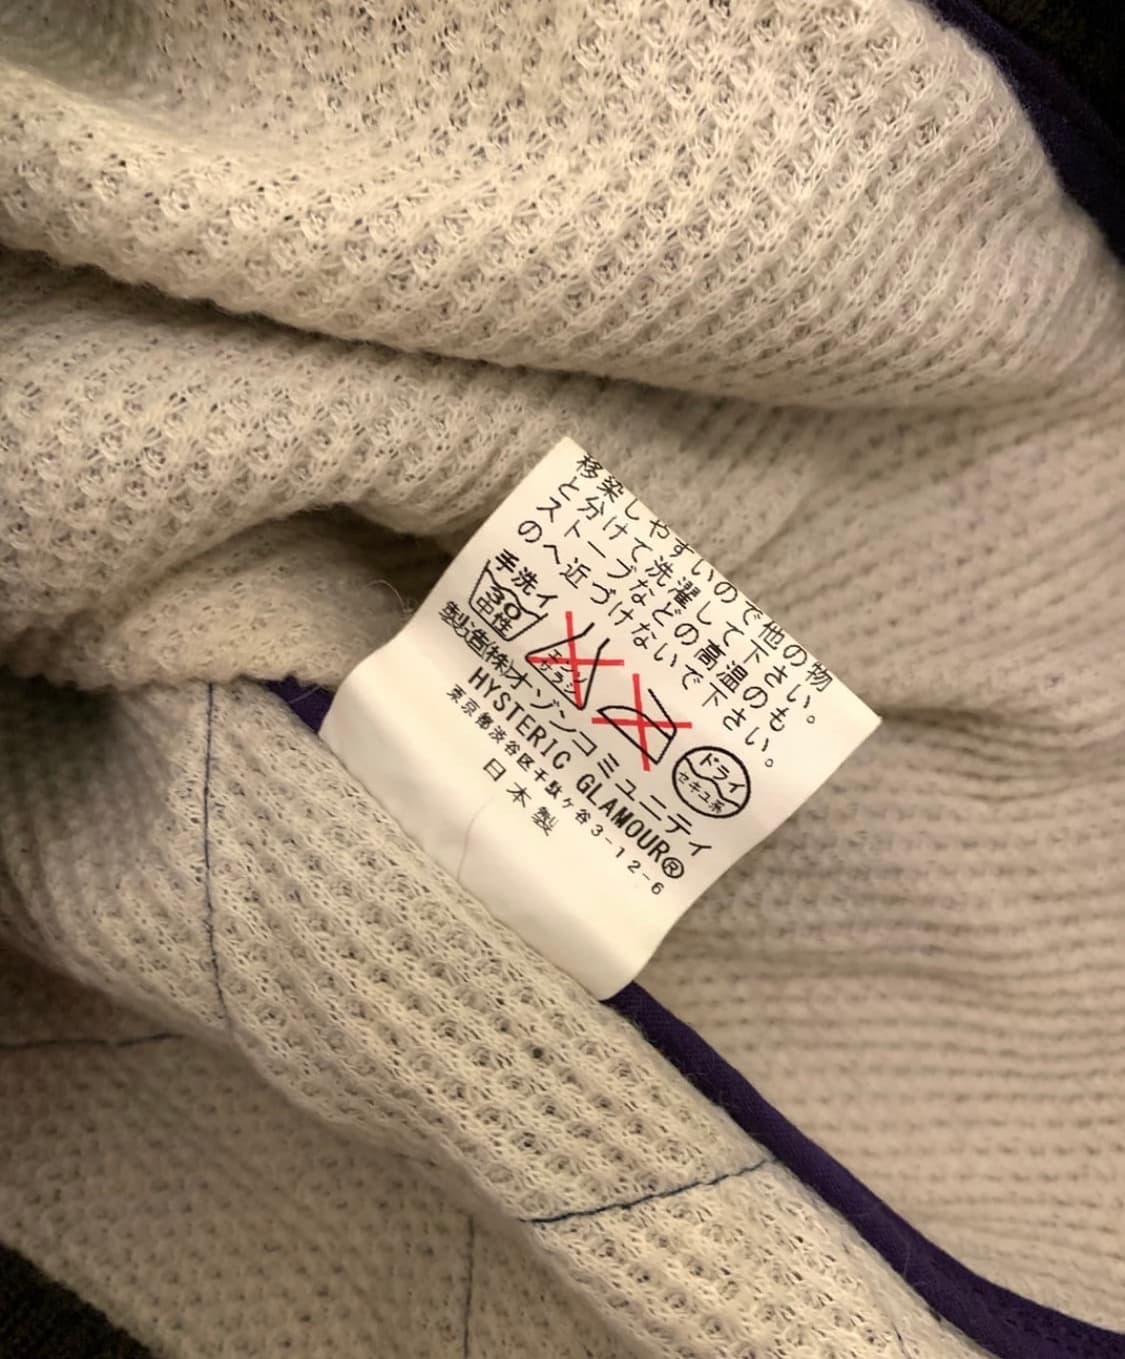 移染しやすいので他の物
と分けて洗濯して下さい。
ストーブなどの高温のも
のへ近づけないで下さい。
手洗イ
30
中性
エンソ
サラシ
ドライ
セキユ系
製造(株)オゾンコミュニティ
HYSTERIC GLAMOUR®
東京都渋谷区千駄ケ谷3-12-6
日本製